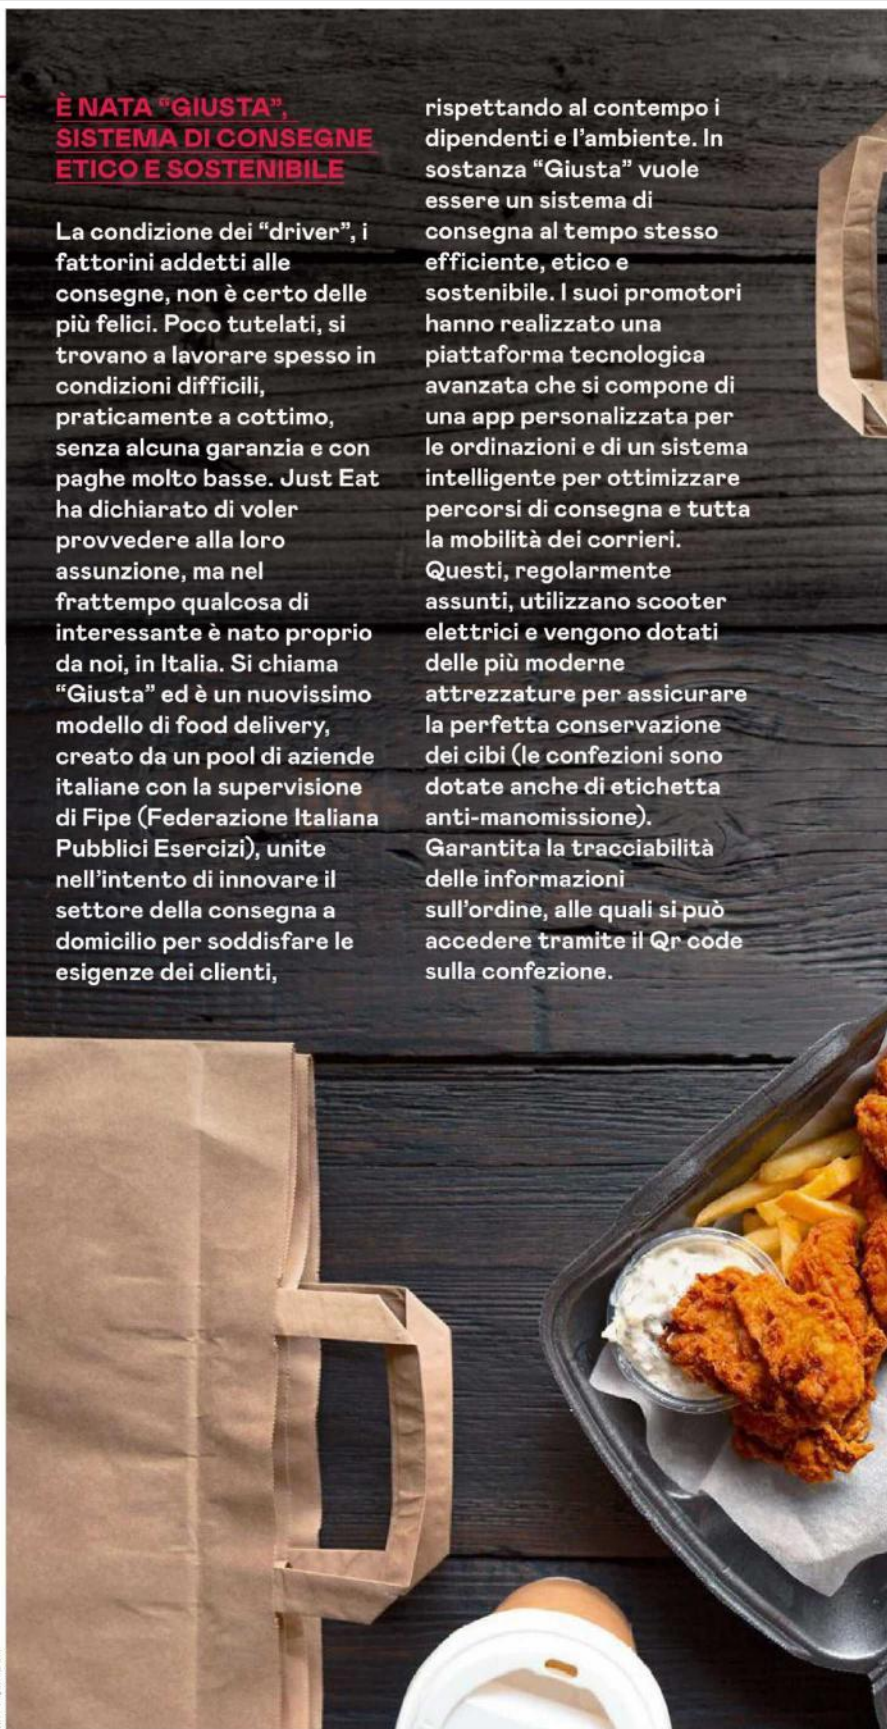 È NATA “GIUSTA”,
SISTEMA DI CONSEGNE
ETICO E SOSTENIBILE
La condizione dei “driver”, i
fattorini addetti alle
consegne, non è certo delle
più felici. Poco tutelati, si
trovano a lavorare spesso in
condizioni difficili,
praticamente a cottimo,
senza alcuna garanzia e con
paghe molto basse. Just Eat
ha dichiarato di voler
provvedere alla loro
assunzione, ma nel
frattempo qualcosa di
interessante è nato proprio
da noi, in Italia. Si chiama
“Giusta” ed è un nuovissimo
modello di food delivery,
creato da un pool di aziende
italiane con la supervisione
di Fipe (Federazione Italiana
Pubblici Esercizi), unite
nell’intento di innovare il
settore della consegna a
domicilio per soddisfare le
esigenze dei clienti,
rispettando al contempo i
dipendenti e l’ambiente. In
sostanza “Giusta” vuole
essere un sistema di
consegna al tempo stesso
efficiente, etico e
sostenibile. I suoi promotori
hanno realizzato una
piattaforma tecnologica
avanzata che si compone di
una app personalizzata per
le ordinazioni e di un sistema
intelligente per ottimizzare
percorsi di consegna e tutta
la mobilità dei corrieri.
Questi, regolarmente
assunti, utilizzano scooter
elettrici e vengono dotati
delle più moderne
attrezzature per assicurare
la perfetta conservazione
dei cibi (le confezioni sono
dotate anche di etichetta
anti-manomissione).
Garantita la tracciabilità
delle informazioni
sull’ordine, alle quali si può
accedere tramite il Qr code
sulla confezione.